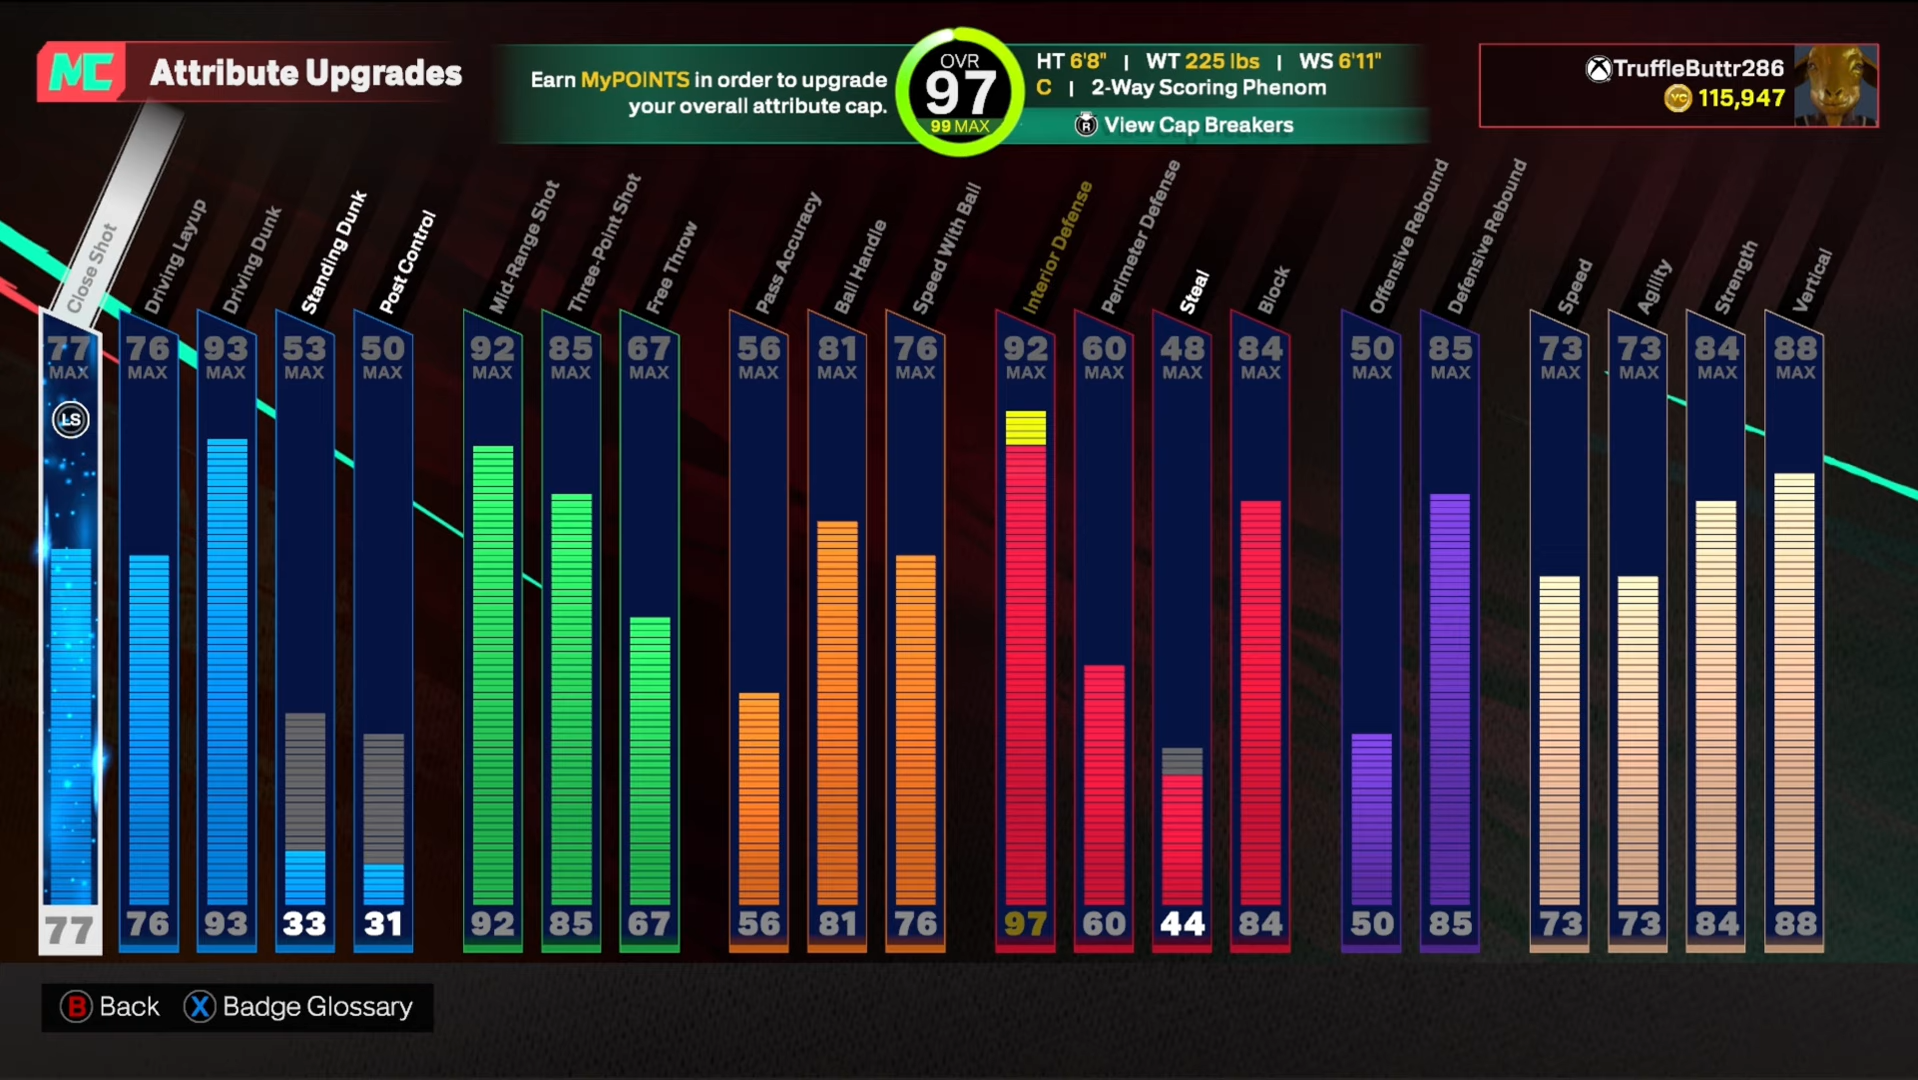 MC Attribute Upgrades
Earn MyPOINTS in order to upgrade
your overall attribute cap.
OVR
97
99 MAX
HT 6'8" | WT 225 lbs | WS 6'11"
C | 2-Way Scoring Phenom
R View Cap Breakers
TruffleButtr286
VC 115,947
Close Shot
Driving Layup
Driving Dunk
Standing Dunk
Post Control
Mid-Range Shot
Three-Point Shot
Free Throw
Pass Accuracy
Ball Handle
Speed With Ball
Interior Defense
Perimeter Defense
Steal
Block
Offensive Rebound
Defensive Rebound
Speed
Agility
Strength
Vertical
77 76 93 53 50 92 85 67 56 81 76 92 60 48 84 50 85 73 73 84 88
MAX MAX MAX MAX MAX MAX MAX MAX MAX MAX MAX MAX MAX MAX MAX MAX MAX MAX MAX MAX MAX
LS
77 76 93 33 31 92 85 67 56 81 76 97 60 44 84 50 85 73 73 84 88
B Back X Badge Glossary